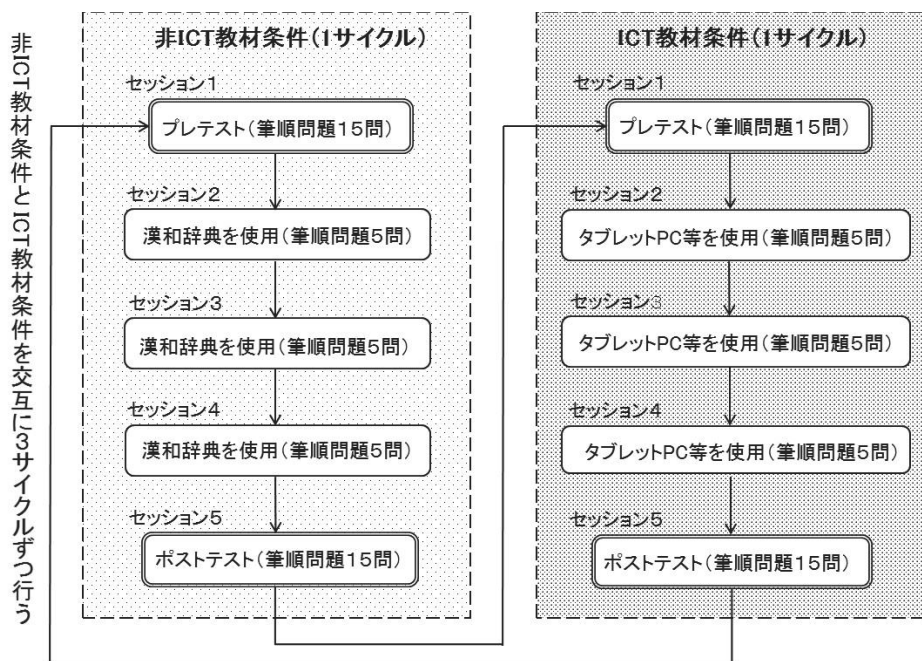 非ICT教材条件とICT教材条件を交互に3サイクルずつ行う
非ICT教材条件（1サイクル）
セッション1
プレテスト（筆順問題15問）
セッション2
漢和辞典を使用（筆順問題5問）
セッション3
漢和辞典を使用（筆順問題5問）
セッション4
漢和辞典を使用（筆順問題5問）
セッション5
ポストテスト（筆順問題15問）
ICT教材条件（1サイクル）
セッション1
プレテスト（筆順問題15問）
セッション2
タブレットPC等を使用（筆順問題5問）
セッション3
タブレットPC等を使用（筆順問題5問）
セッション4
タブレットPC等を使用（筆順問題5問）
セッション5
ポストテスト（筆順問題15問）